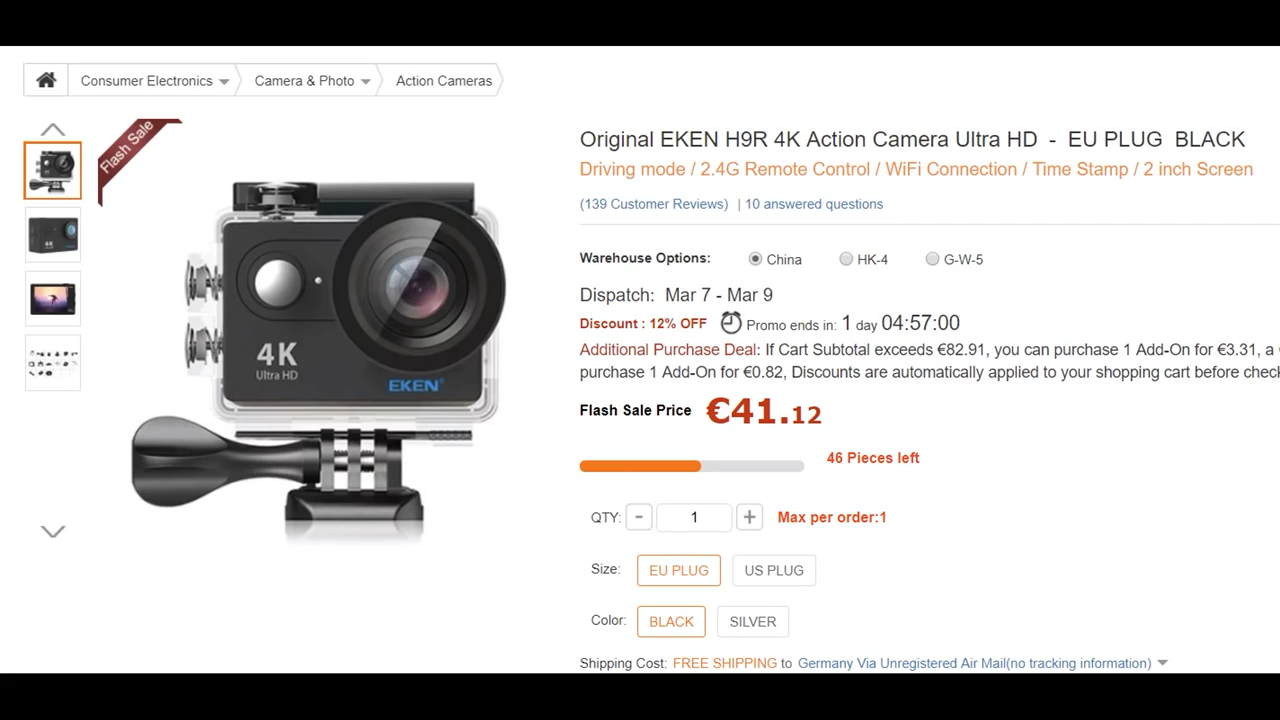 Consumer Electronics
Camera & Photo
Action Cameras
Flash Sale
4K
Ultra HD
EKEN®
4K
Original EKEN H9R 4K Action Camera Ultra HD - EU PLUG BLACK
Driving mode / 2.4G Remote Control / WiFi Connection / Time Stamp / 2 inch Screen
(139 Customer Reviews) | 10 answered questions
Warehouse Options: China HK-4 G-W-5
Dispatch: Mar 7 - Mar 9
Discount : 12% OFF Promo ends in: 1 day 04:57:00
Additional Purchase Deal: If Cart Subtotal exceeds €82.91, you can purchase 1 Add-On for €3.31, a
purchase 1 Add-On for €0.82, Discounts are automatically applied to your shopping cart before check
Flash Sale Price €41.12
46 Pieces left
QTY: - 1 + Max per order:1
Size: EU PLUG US PLUG
Color: BLACK SILVER
Shipping Cost: FREE SHIPPING to Germany Via Unregistered Air Mail(no tracking information)